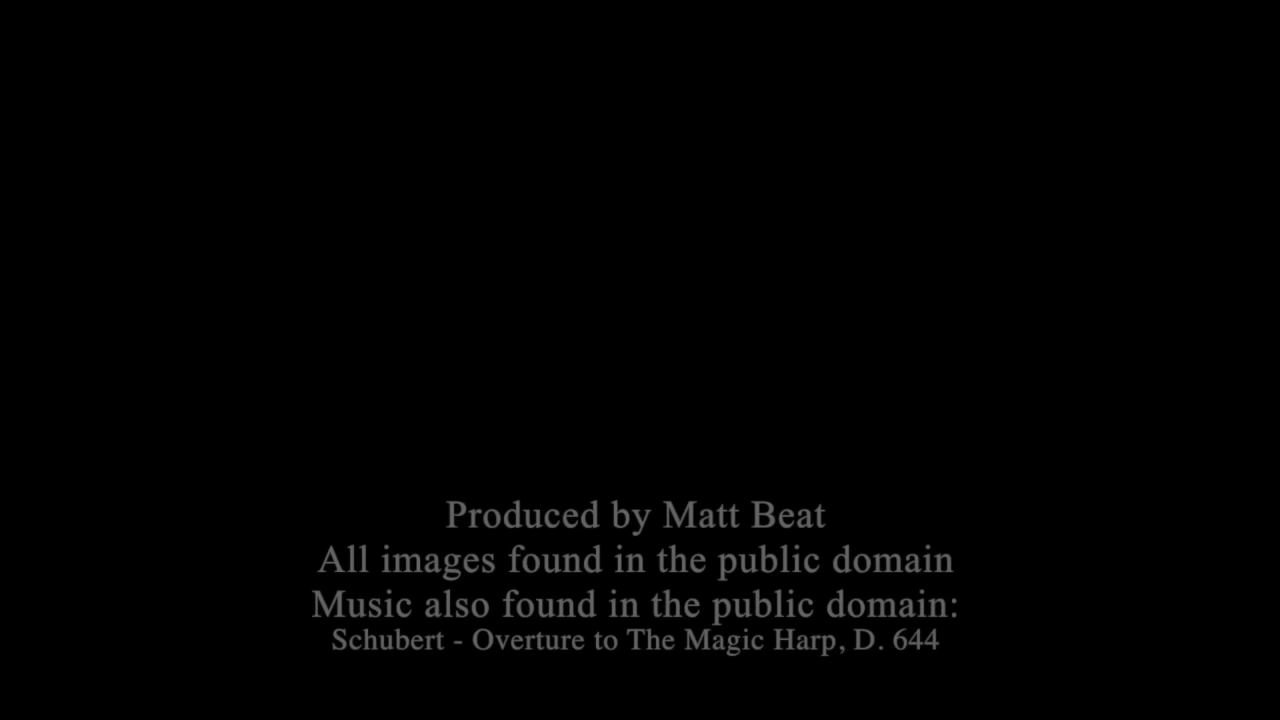 Produced by Matt Beat
All images found in the public domain
Music also found in the public domain:
Schubert - Overture to The Magic Harp, D. 644